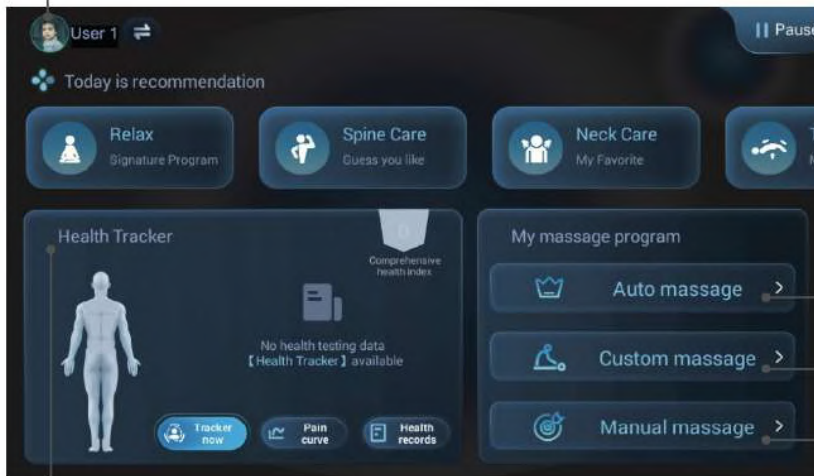 User 1
Pause
Today is recommendation
Relax
Signature Program
Spine Care
Guess you like
Neck Care
My Favorite
Health Tracker
Comprehensive
health index
No health testing data
【Health Tracker】available
Tracker
now
Pain
curve
Health
records
My massage program
Auto massage
Custom massage
Manual massage